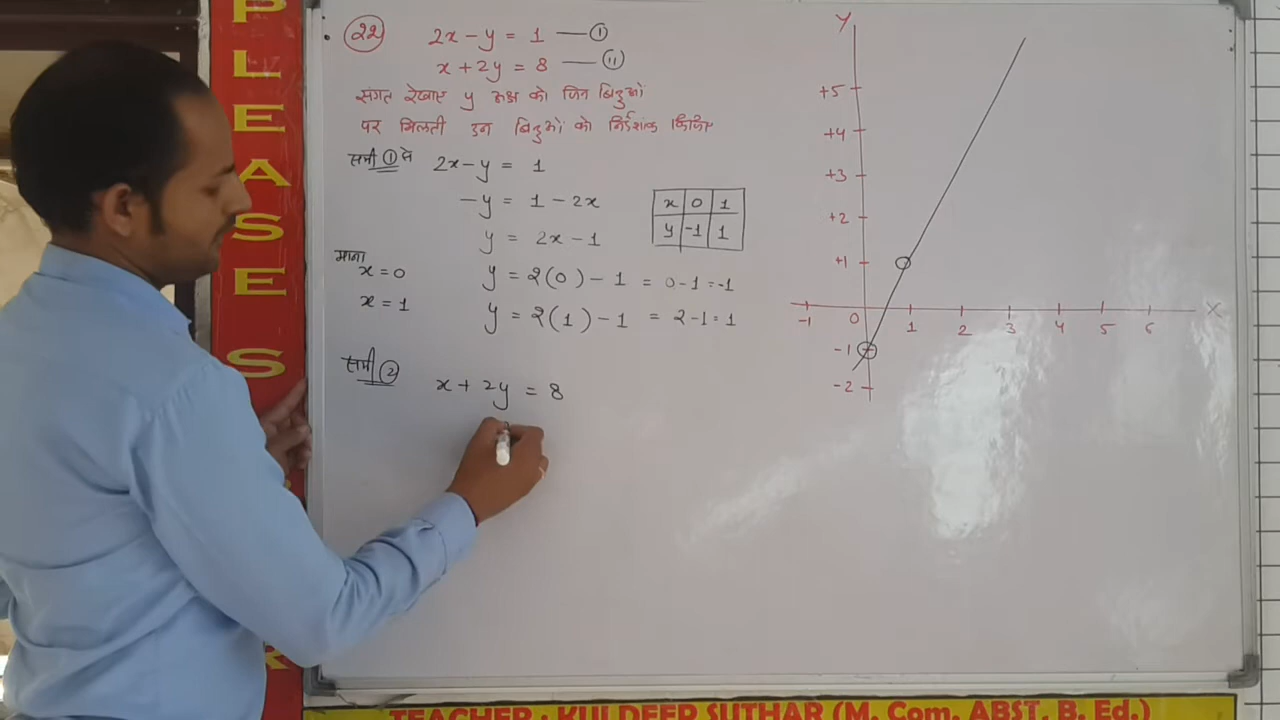 PLEASE S
22
2x - y = 1 — (i)
x + 2y = 8 — (ii)
संगत रेखाए y अक्ष को जिन बिंदुओं
पर मिलती उन बिंदुओं को निर्देशांक
समी ① से 2x - y = 1
-y = 1 - 2x
y = 2x - 1
x 0 1
y -1 1
माना
x = 0 y = 2(0) - 1 = 0 - 1 = -1
x = 1 y = 2(1) - 1 = 2 - 1 = 1
समी ②
x + 2y = 8
Y
+5
+4
+3
+2
+1
-1 0 1 2 3 4 5 6 X
-1
-2
TEACHER : KULDEEP SUTHAR (M. Com. ABST, B. Ed.)